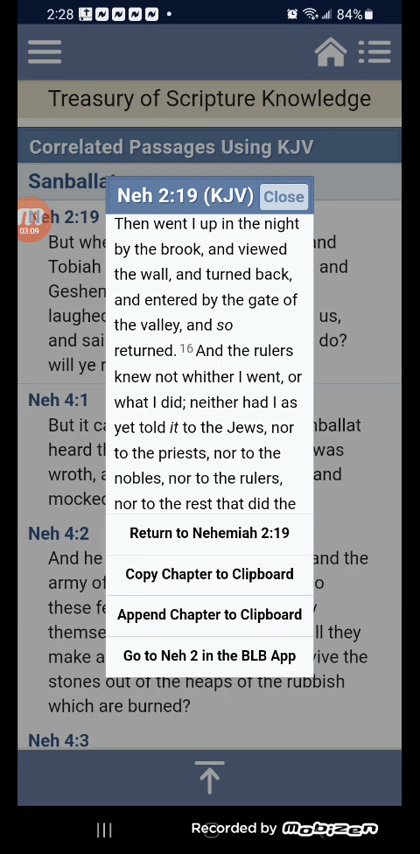 2:28
84%
Treasury of Scripture Knowledge
Correlated Passages Using KJV
Sanballa
Neh 2:19 (KJV) Close
Neh 2:19
03:09
But whe
nd
Tobiah
and
Geshem
laughed
us,
and sai
do?
will ye r
Then went I up in the night
by the brook, and viewed
the wall, and turned back,
and entered by the gate of
the valley, and so
returned. 16 And the rulers
knew not whither I went, or
what I did; neither had I as
yet told it to the Jews, nor
to the priests, nor to the
nobles, nor to the rulers,
nor to the rest that did the
Neh 4:1
But it ca
nballat
heard th
was
wroth, a
and
mocked
Return to Nehemiah 2:19
Copy Chapter to Clipboard
Append Chapter to Clipboard
Go to Neh 2 in the BLB App
Neh 4:2
And he
and the
army of
o
these fe
themse
ll they
make a
vive the
stones out of the heaps of the rubbish
which are burned?
Neh 4:3
Recorded by mobizen